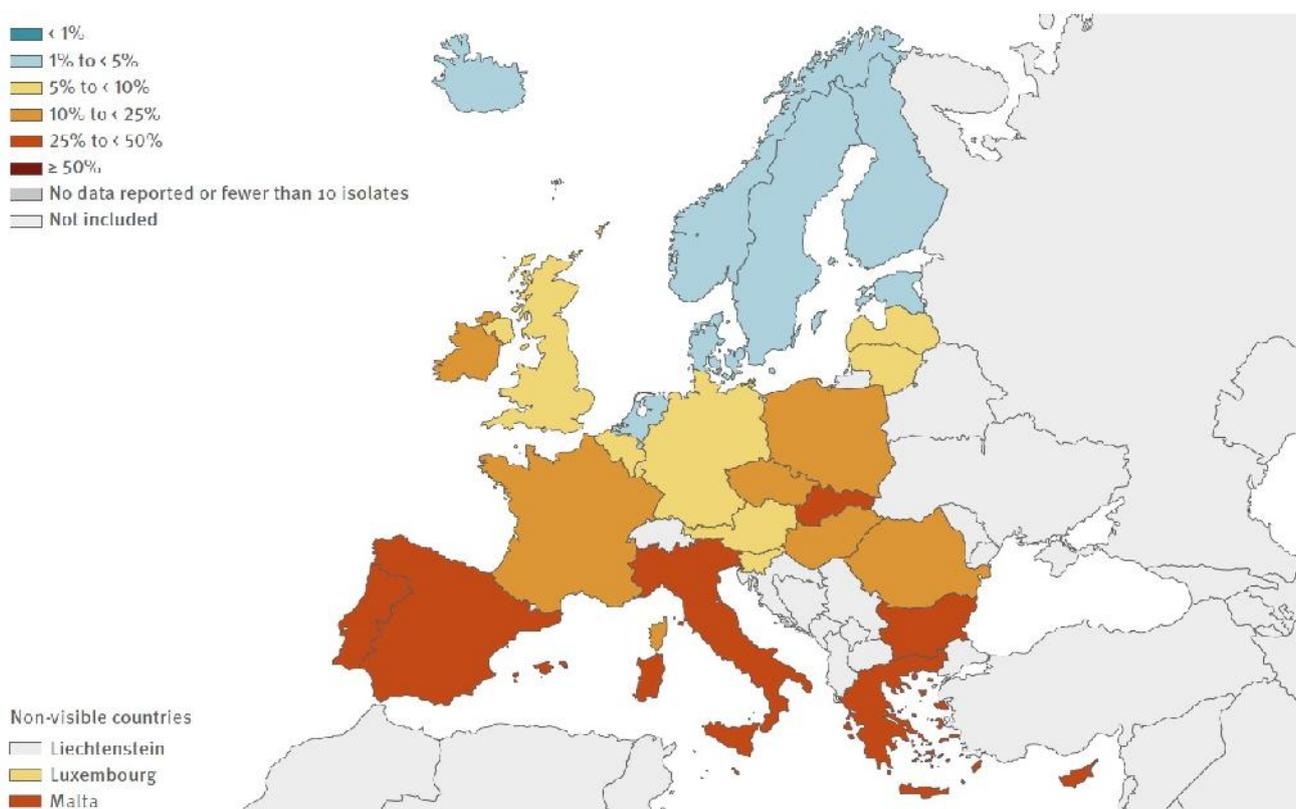 < 1%
1% to < 5%
5% to < 10%
10% to < 25%
25% to < 50%
≥ 50%
No data reported or fewer than 10 isolates
Not included
Non-visible countries
Liechtenstein
Luxembourg
Malta